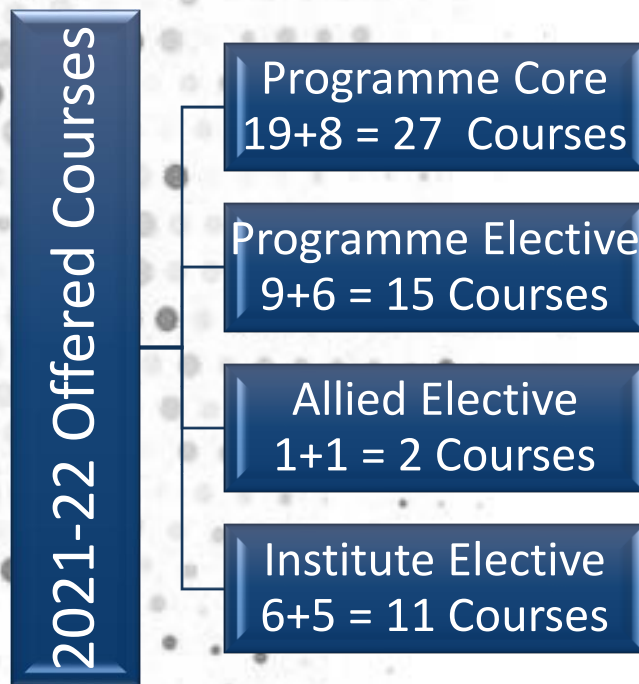 2021-22 Offered Courses
Programme Core
19+8 = 27 Courses
Programme Elective
9+6 = 15 Courses
Allied Elective
1+1 = 2 Courses
Institute Elective
6+5 = 11 Courses